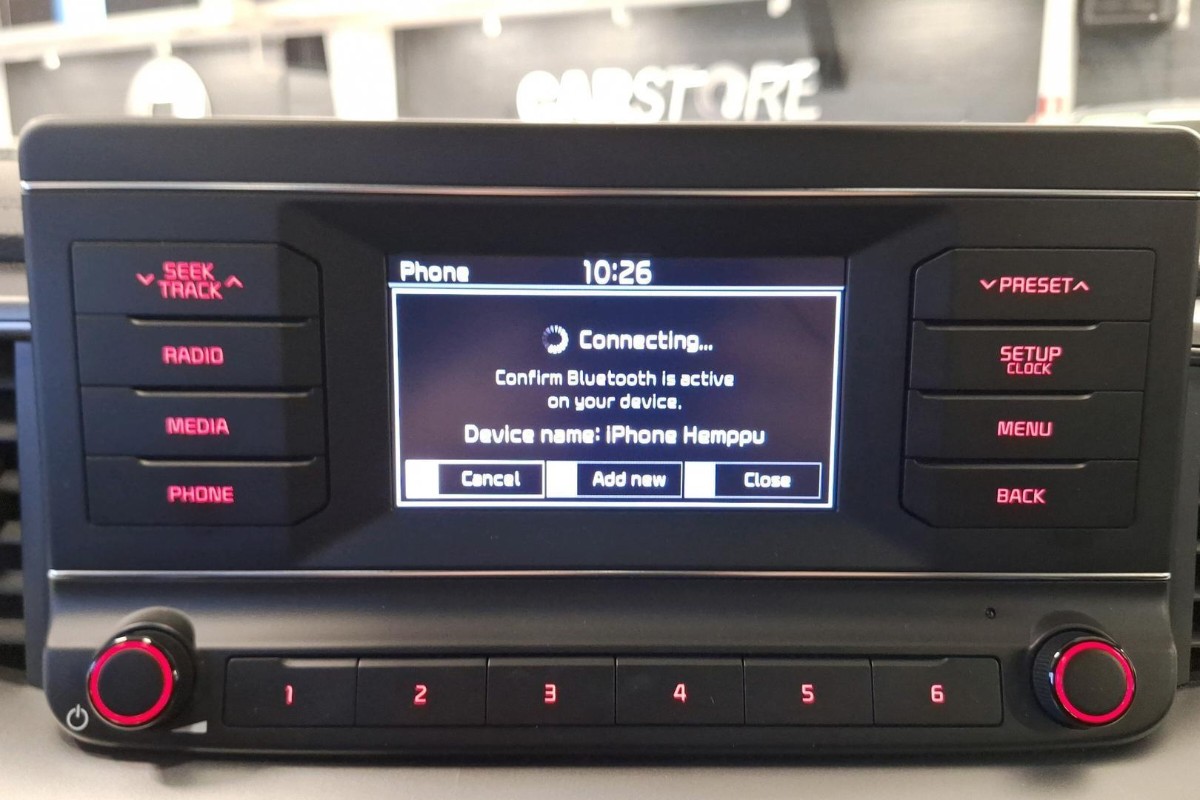 CARSTORE
SEEK
TRACK
RADIO
MEDIA
PHONE
Phone 10:26
Connecting...
Confirm Bluetooth is active
on your device.
Device name: iPhone Hemppu
Cancel Add new Close
PRESET
SETUP
CLOCK
MENU
BACK
1 2 3 4 5 6